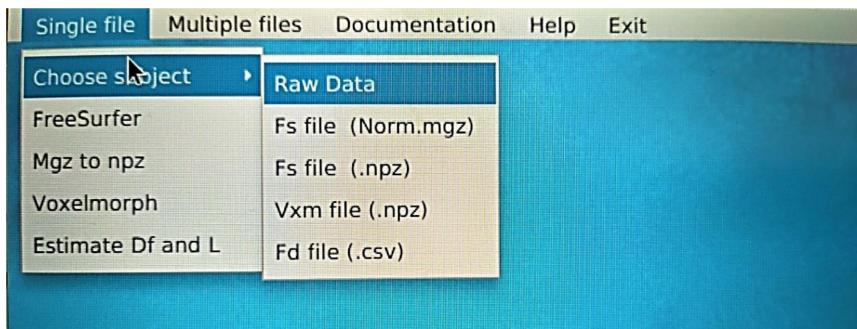 Single file Multiple files Documentation Help Exit
Choose subject
FreeSurfer
Mgz to npz
Voxelmorph
Estimate Df and L
Raw Data
Fs file (Norm.mgz)
Fs file (.npz)
Vxm file (.npz)
Fd file (.csv)